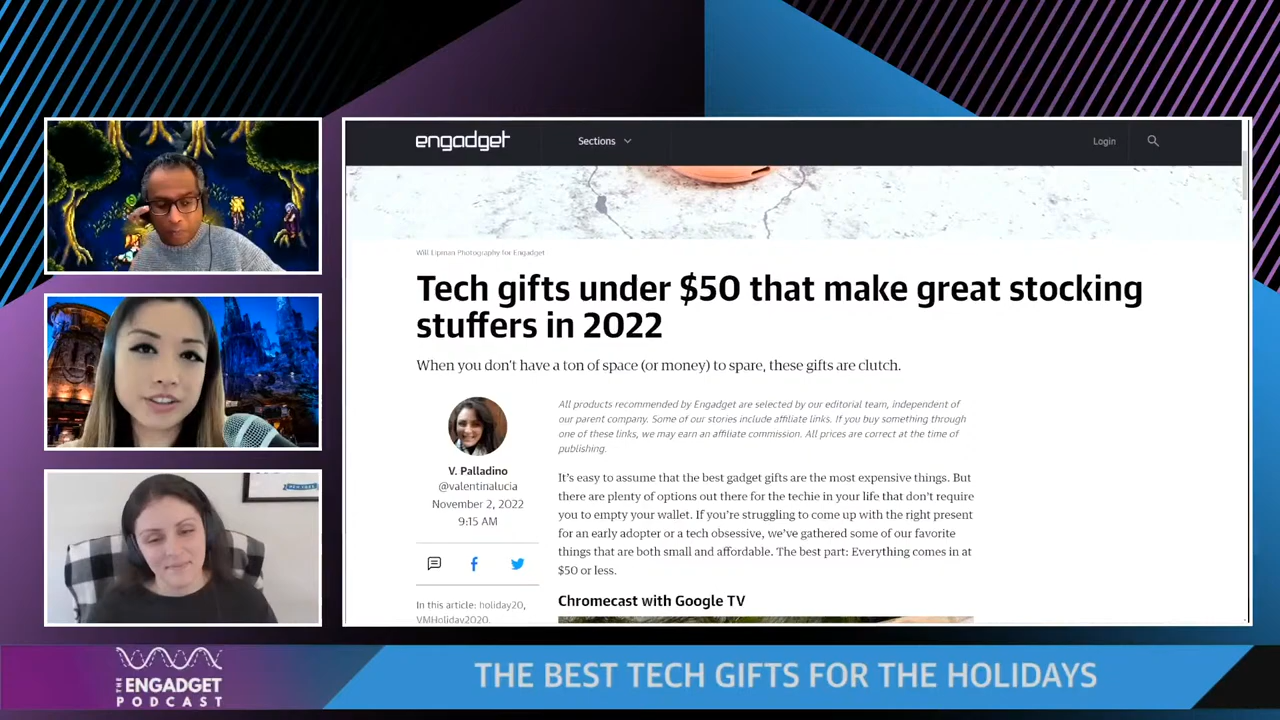 engadget
Sections
Login
Will Lipman Photography for Engadget
Tech gifts under $50 that make great stocking
stuffers in 2022
When you don't have a ton of space (or money) to spare, these gifts are clutch.
V. Palladino
@valentinalucia
November 2, 2022
9:15 AM
In this article: holiday20,
VMHoliday2020,
All products recommended by Engadget are selected by our editorial team, independent of
our parent company. Some of our stories include affiliate links. If you buy something through
one of these links, we may earn an affiliate commission. All prices are correct at the time of
publishing.
It's easy to assume that the best gadget gifts are the most expensive things. But
there are plenty of options out there for the techie in your life that don't require
you to empty your wallet. If you're struggling to come up with the right present
for an early adopter or a tech obsessive, we've gathered some of our favorite
things that are both small and affordable. The best part: Everything comes in at
$50 or less.
Chromecast with Google TV
THE
ENGADGET
PODCAST
THE BEST TECH GIFTS FOR THE HOLIDAYS